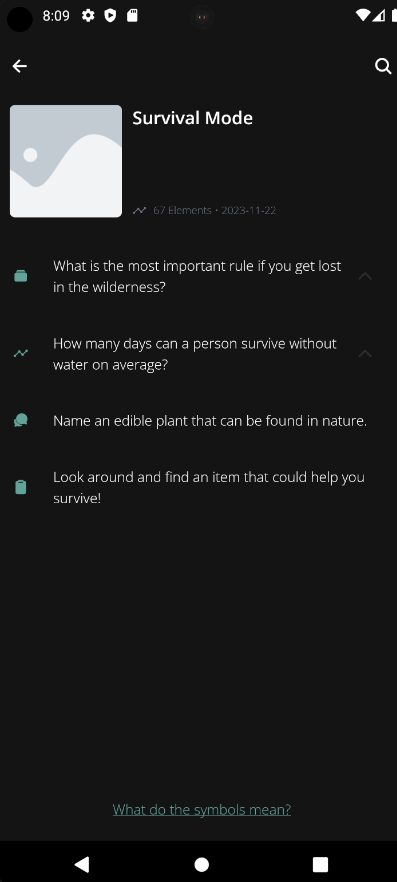 8:09
Survival Mode
67 Elements • 2023-11-22
What is the most important rule if you get lost
in the wilderness?
How many days can a person survive without
water on average?
Name an edible plant that can be found in nature.
Look around and find an item that could help you
survive!
What do the symbols mean?